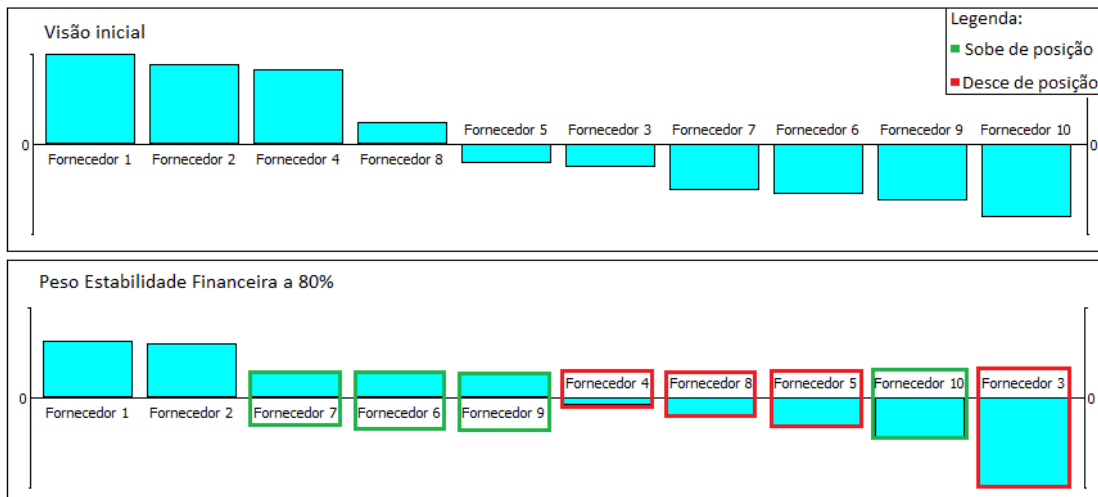 Visão inicial
Legenda:
Sobe de posição
Desce de posição
Fornecedor 5 Fornecedor 3 Fornecedor 7 Fornecedor 6 Fornecedor 9 Fornecedor 10
0 0
Fornecedor 1 Fornecedor 2 Fornecedor 4 Fornecedor 8
Peso Estabilidade Financeira a 80%
Fornecedor 4 Fornecedor 8 Fornecedor 5 Fornecedor 10 Fornecedor 3
0 0
Fornecedor 1 Fornecedor 2 Fornecedor 7 Fornecedor 6 Fornecedor 9